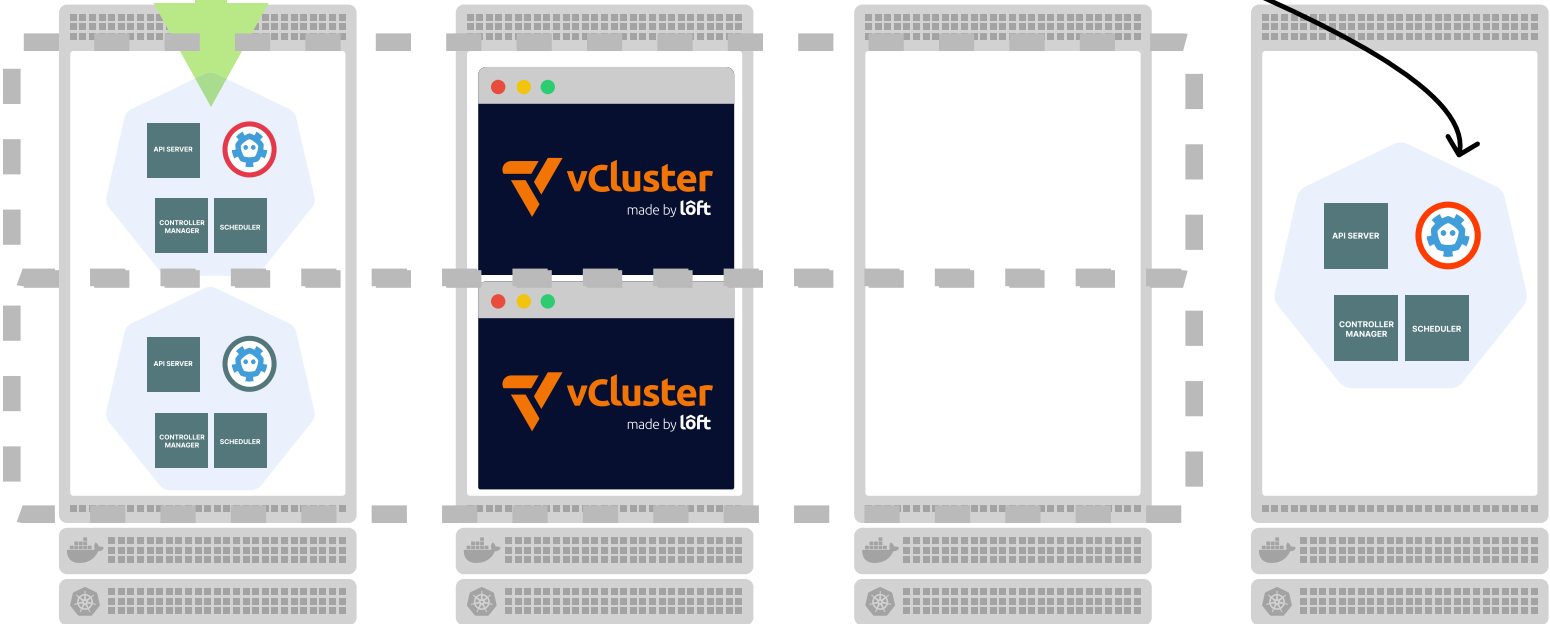 API SERVER
CONTROLLER
MANAGER
SCHEDULER
API SERVER
CONTROLLER
MANAGER
SCHEDULER
vCluster
made by lôft
vCluster
made by lôft
API SERVER
CONTROLLER
MANAGER
SCHEDULER